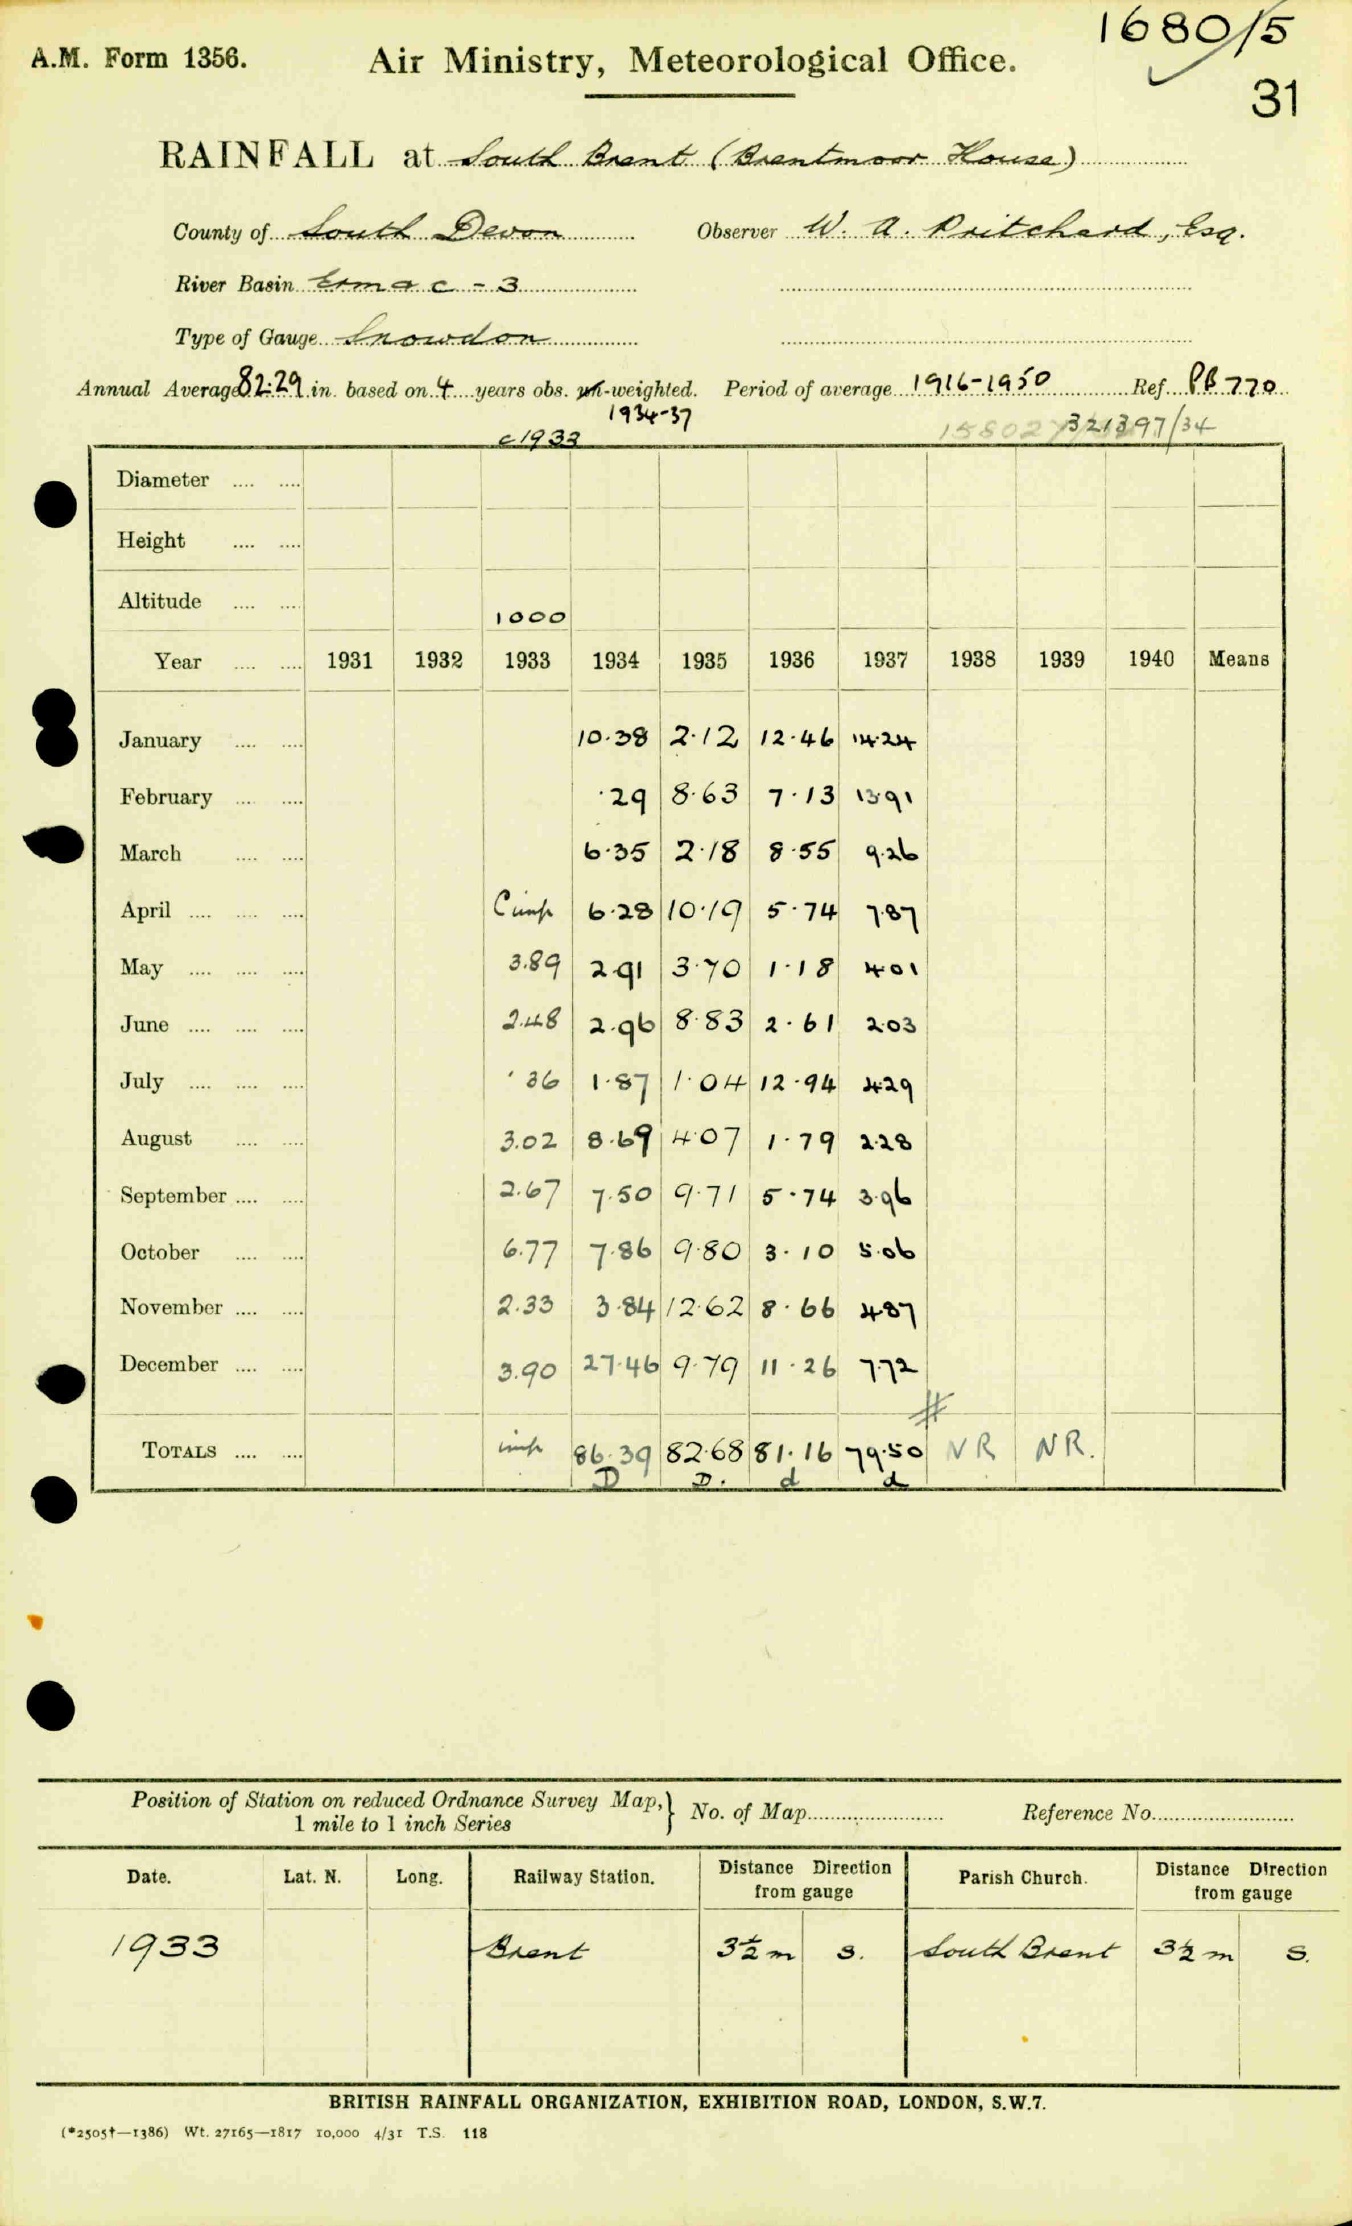 1680/5
A.M. Form 1356. Air Ministry, Meteorological Office.
31
RAINFALL at South Brent (Brentmoor House)
County of South Devon Observer W. A. Pritchard, Esq.
River Basin Erme &c - 3
Type of Gauge Snowdon
Annual Average 82.29 in. based on 4 years obs. un-weighted. Period of average 1916-1950 Ref. PB 770
1934-37
c1933 321397/34
Diameter .... ....
Height .... ....
Altitude .... .... 1000
Year .... .... 1931 1932 1933 1934 1935 1936 1937 1938 1939 1940 Means
January .... .... 10.38 2.12 12.46 14.24
February .... .... .29 8.63 7.13 13.91
March .... .... 6.35 2.18 8.55 9.26
April .... .... .... 6.28 10.19 5.74 7.87
May .... .... .... 3.89 2.91 3.70 1.18 4.01
June .... .... .... 2.48 2.96 8.83 2.61 2.03
July .... .... .... .36 1.87 1.04 12.94 4.29
August .... .... 3.02 8.69 4.07 1.79 2.28
September .... .... 2.67 7.50 9.71 5.74 3.96
October .... .... 6.77 7.86 9.80 3.10 5.06
November .... .... 2.33 3.84 12.62 8.66 4.87
December .... .... 3.90 27.46 9.79 11.26 7.72
#
TOTALS .... .... imp 86.39 82.68 81.16 79.50 NR NR.
D D. d d
Position of Station on reduced Ordnance Survey Map,} No. of Map Reference No.
1 mile to 1 inch Series
Date. Lat. N. Long. Railway Station. Distance Direction from gauge Parish Church. Distance Direction from gauge
1933 Brent 3½ m S. South Brent 3½ m S.
BRITISH RAINFALL ORGANIZATION, EXHIBITION ROAD, LONDON, S.W.7.
(*2505†—1386) Wt. 27165—1817 10,000 4/31 T.S. 118